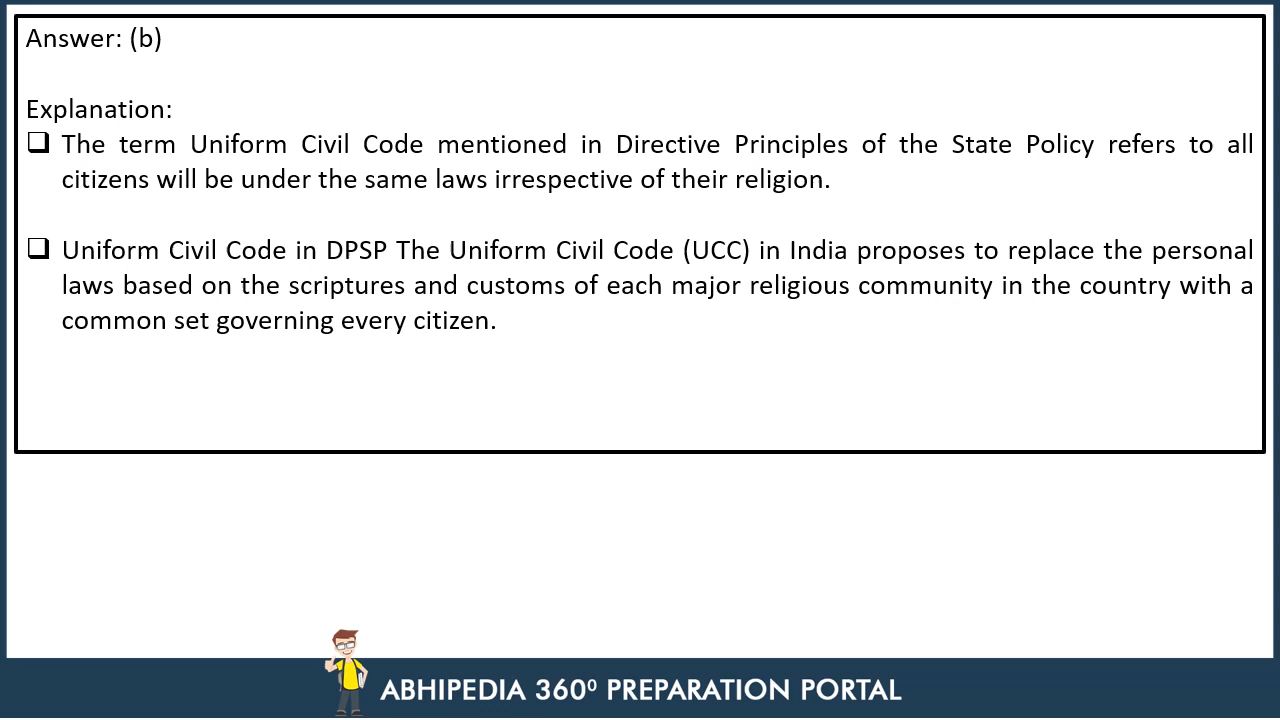 Answer: (b)
Explanation:
The term Uniform Civil Code mentioned in Directive Principles of the State Policy refers to all
citizens will be under the same laws irrespective of their religion.
Uniform Civil Code in DPSP The Uniform Civil Code (UCC) in India proposes to replace the personal
laws based on the scriptures and customs of each major religious community in the country with a
common set governing every citizen.
ABHIPEDIA 360⁰ PREPARATION PORTAL